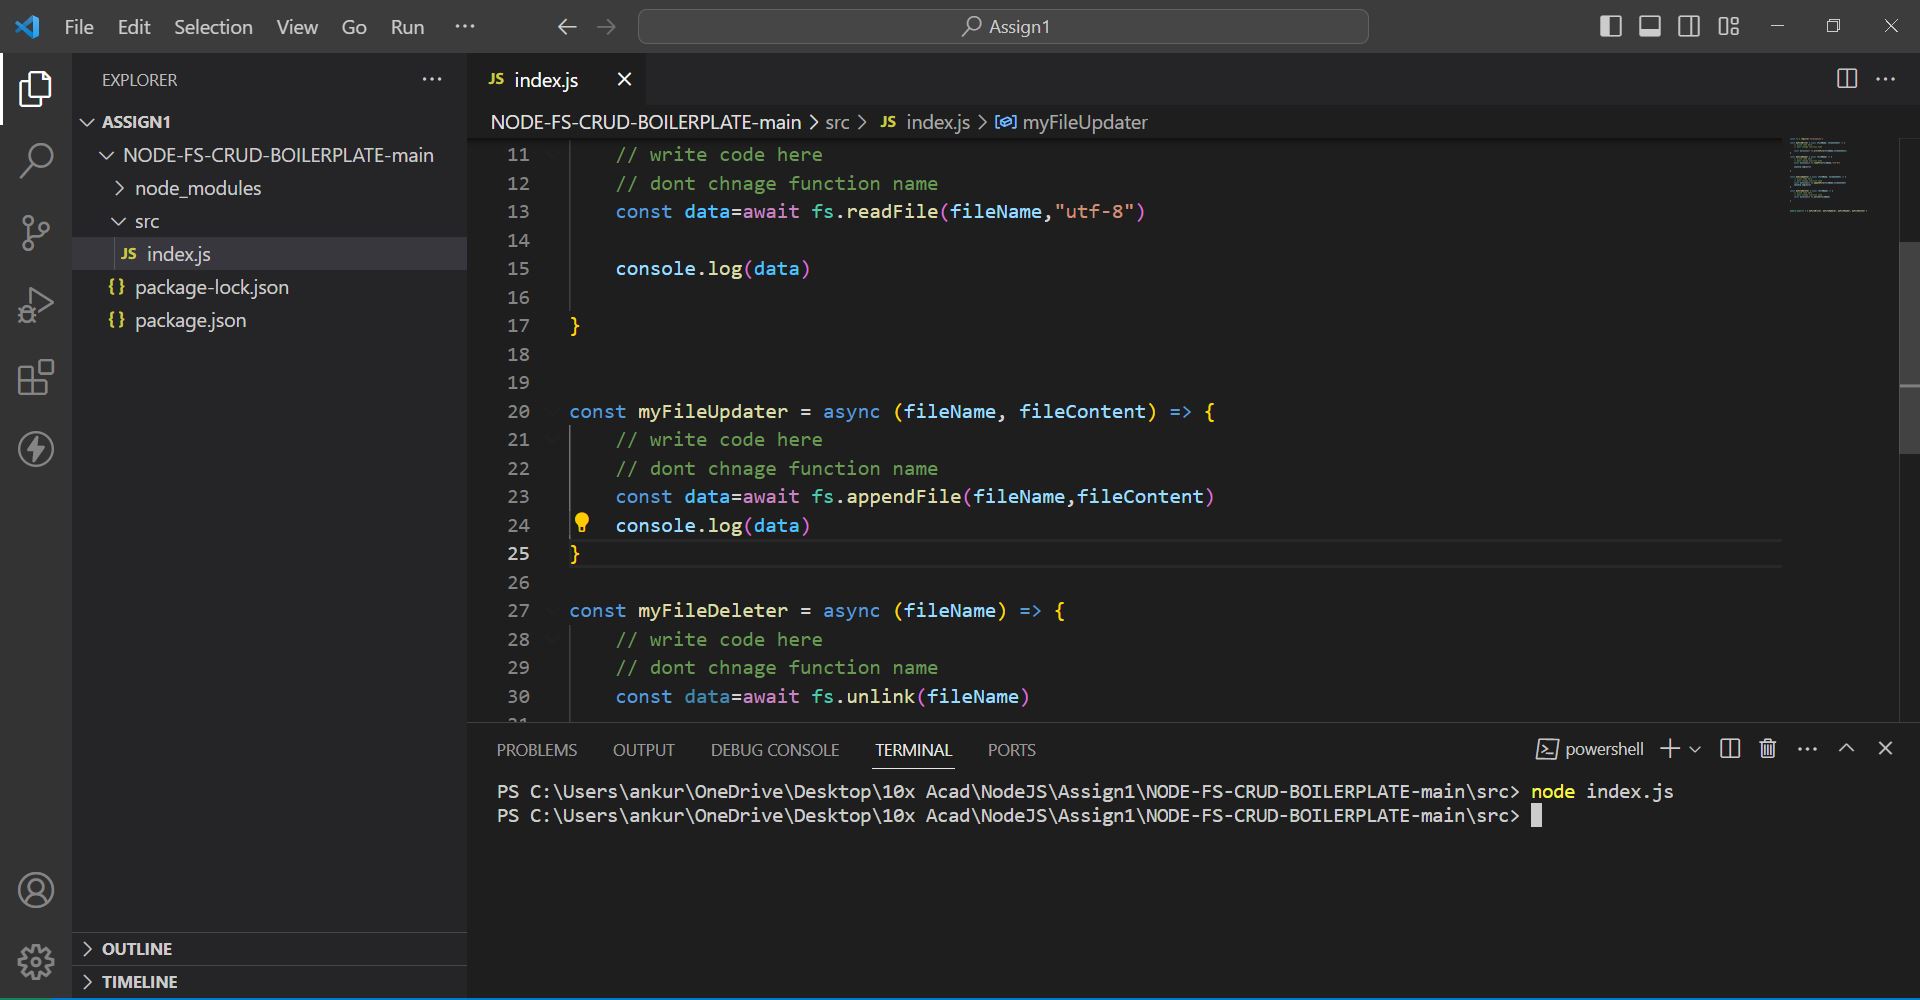 File Edit Selection View Go Run ··· Assign1
EXPLORER ···
ASSIGN1
NODE-FS-CRUD-BOILERPLATE-main
node_modules
src
JS index.js
{} package-lock.json
{} package.json
OUTLINE
TIMELINE
JS index.js
NODE-FS-CRUD-BOILERPLATE-main > src > JS index.js > myFileUpdater
11 // write code here
12 // dont chnage function name
13 const data=await fs.readFile(fileName,"utf-8")
14
15 console.log(data)
16
17 }
18
19
20 const myFileUpdater = async (fileName, fileContent) => {
21 // write code here
22 // dont chnage function name
23 const data=await fs.appendFile(fileName,fileContent)
24 console.log(data)
25 }
26
27 const myFileDeleter = async (fileName) => {
28 // write code here
29 // dont chnage function name
30 const data=await fs.unlink(fileName)
PROBLEMS OUTPUT DEBUG CONSOLE TERMINAL PORTS powershell
PS C:\Users\ankur\OneDrive\Desktop\10x Acad\NodeJS\Assign1\NODE-FS-CRUD-BOILERPLATE-main\src> node index.js
PS C:\Users\ankur\OneDrive\Desktop\10x Acad\NodeJS\Assign1\NODE-FS-CRUD-BOILERPLATE-main\src>